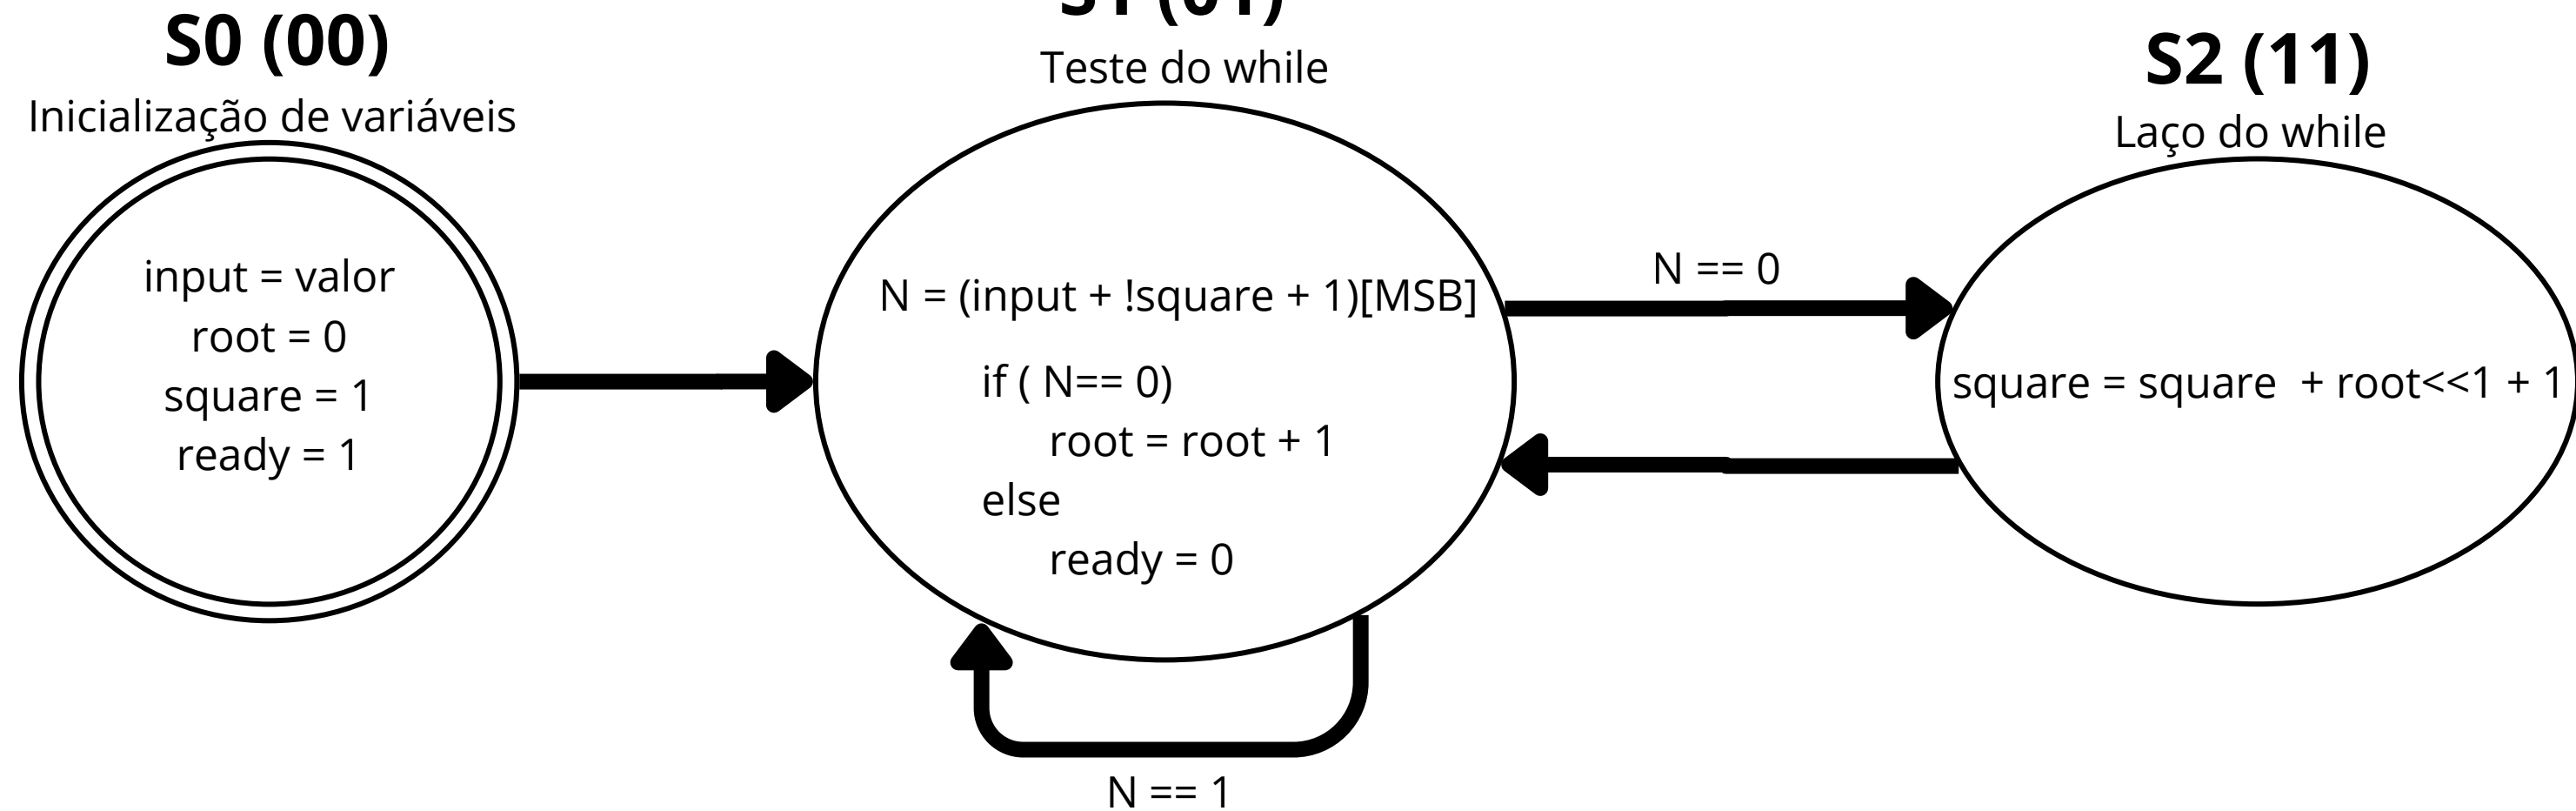 S0 (00)
Inicialização de variáveis
input = valor
root = 0
square = 1
ready = 1
S1 (01)
Teste do while
N = (input + !square + 1)[MSB]
if ( N== 0)
root = root + 1
else
ready = 0
N == 1
N == 0
S2 (11)
Laço do while
square = square + root<<1 + 1